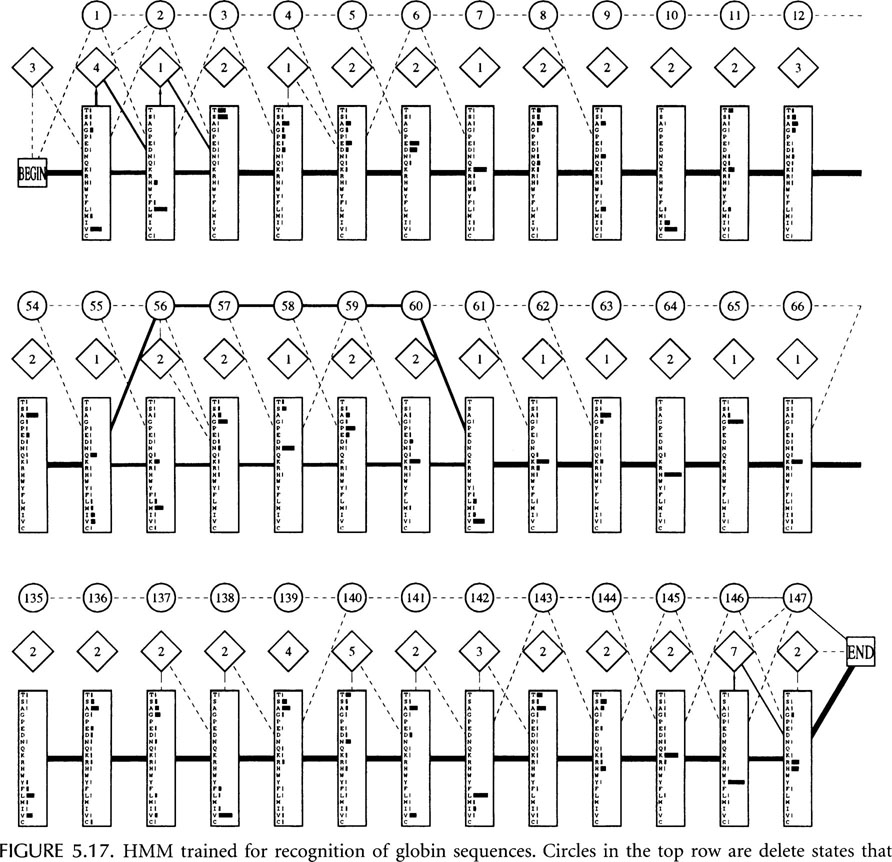 1 2 3 4 5 6 7 8 9 10 11 12
3 4 1 2 1 2 2 1 2 2 2 2 3
BEGIN
T S A G P E D N Q K R H W Y F L M I V C
54 55 56 57 58 59 60 61 62 63 64 65 66
2 1 2 2 1 2 2 1 1 1 2 1 1
T S A G P E D N Q K R H W Y F L M I V C
135 136 137 138 139 140 141 142 143 144 145 146 147
2 2 2 2 4 5 2 3 2 2 2 7 2
END
T S A G P E D N Q K R H W Y F L M I V C
FIGURE 5.17. HMM trained for recognition of globin sequences. Circles in the top row are delete states that